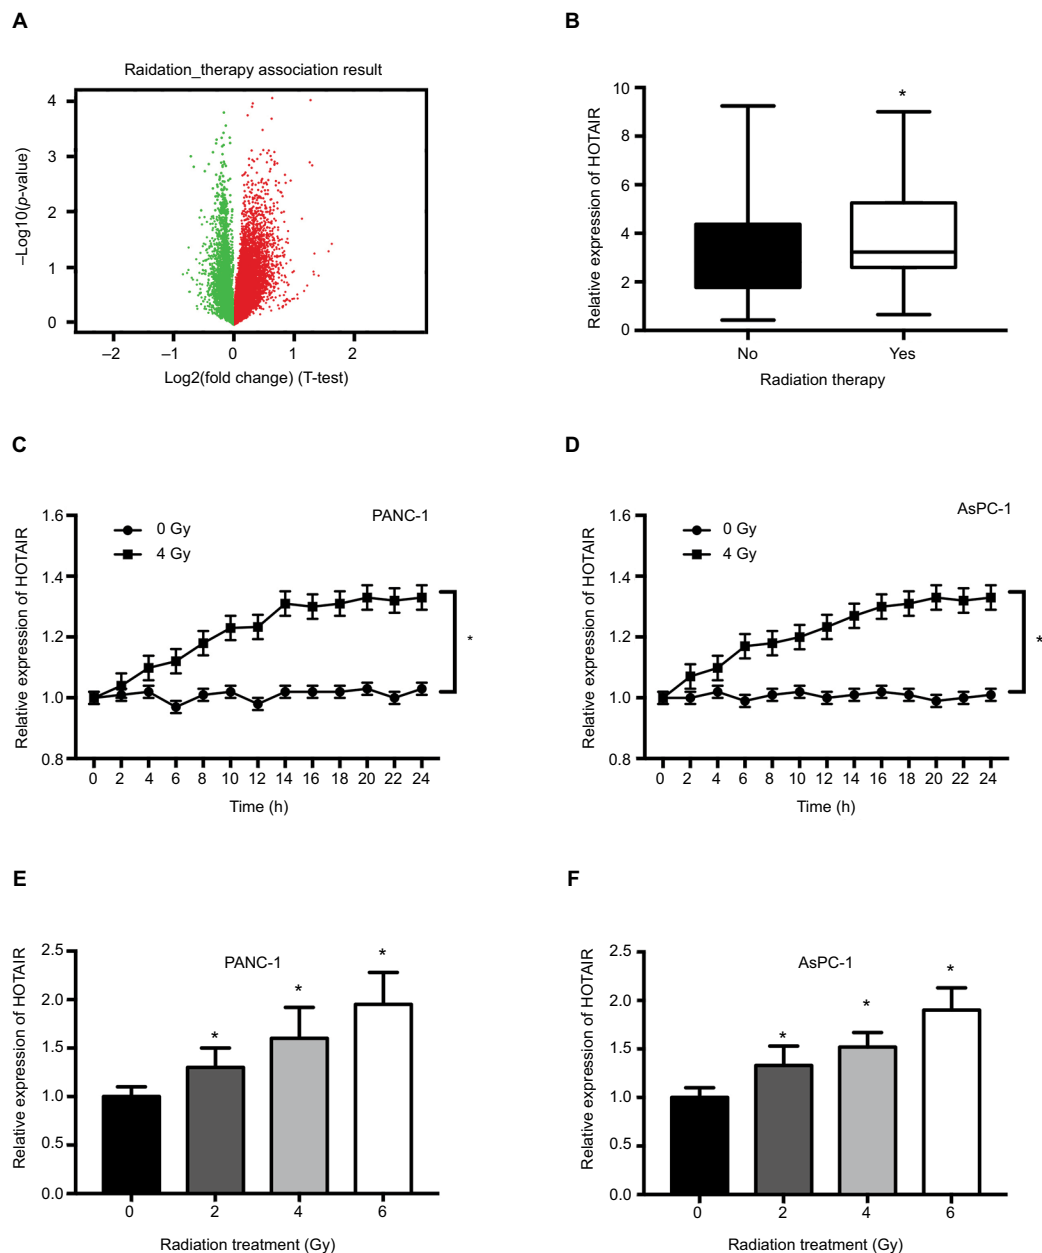 A
Raidation_therapy association result
–Log10(p-value)
4
3
2
1
0
–2 –1 0 1 2
Log2(fold change) (T-test)
B
Relative expression of HOTAIR
10
8
6
4
2
0
*
No Yes
Radiation therapy
C
Relative expression of HOTAIR
1.6
1.4
1.2
1.0
0.8
PANC-1
0 Gy
4 Gy
*
0 2 4 6 8 10 12 14 16 18 20 22 24
Time (h)
D
Relative expression of HOTAIR
1.6
1.4
1.2
1.0
0.8
AsPC-1
0 Gy
4 Gy
*
0 2 4 6 8 10 12 14 16 18 20 22 24
Time (h)
E
Relative expression of HOTAIR
2.5
2.0
1.5
1.0
0.5
0.0
PANC-1
* * *
0 2 4 6
Radiation treatment (Gy)
F
Relative expression of HOTAIR
2.5
2.0
1.5
1.0
0.5
0.0
AsPC-1
* * *
0 2 4 6
Radiation treatment (Gy)